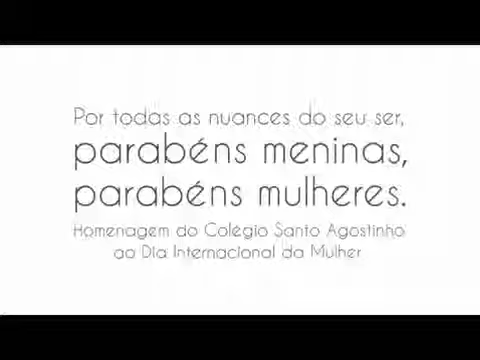 Por todas as nuances do seu ser,
parabéns meninas,
parabéns mulheres.
Homenagem do Colégio Santo Agostinho
ao Dia Internacional da Mulher